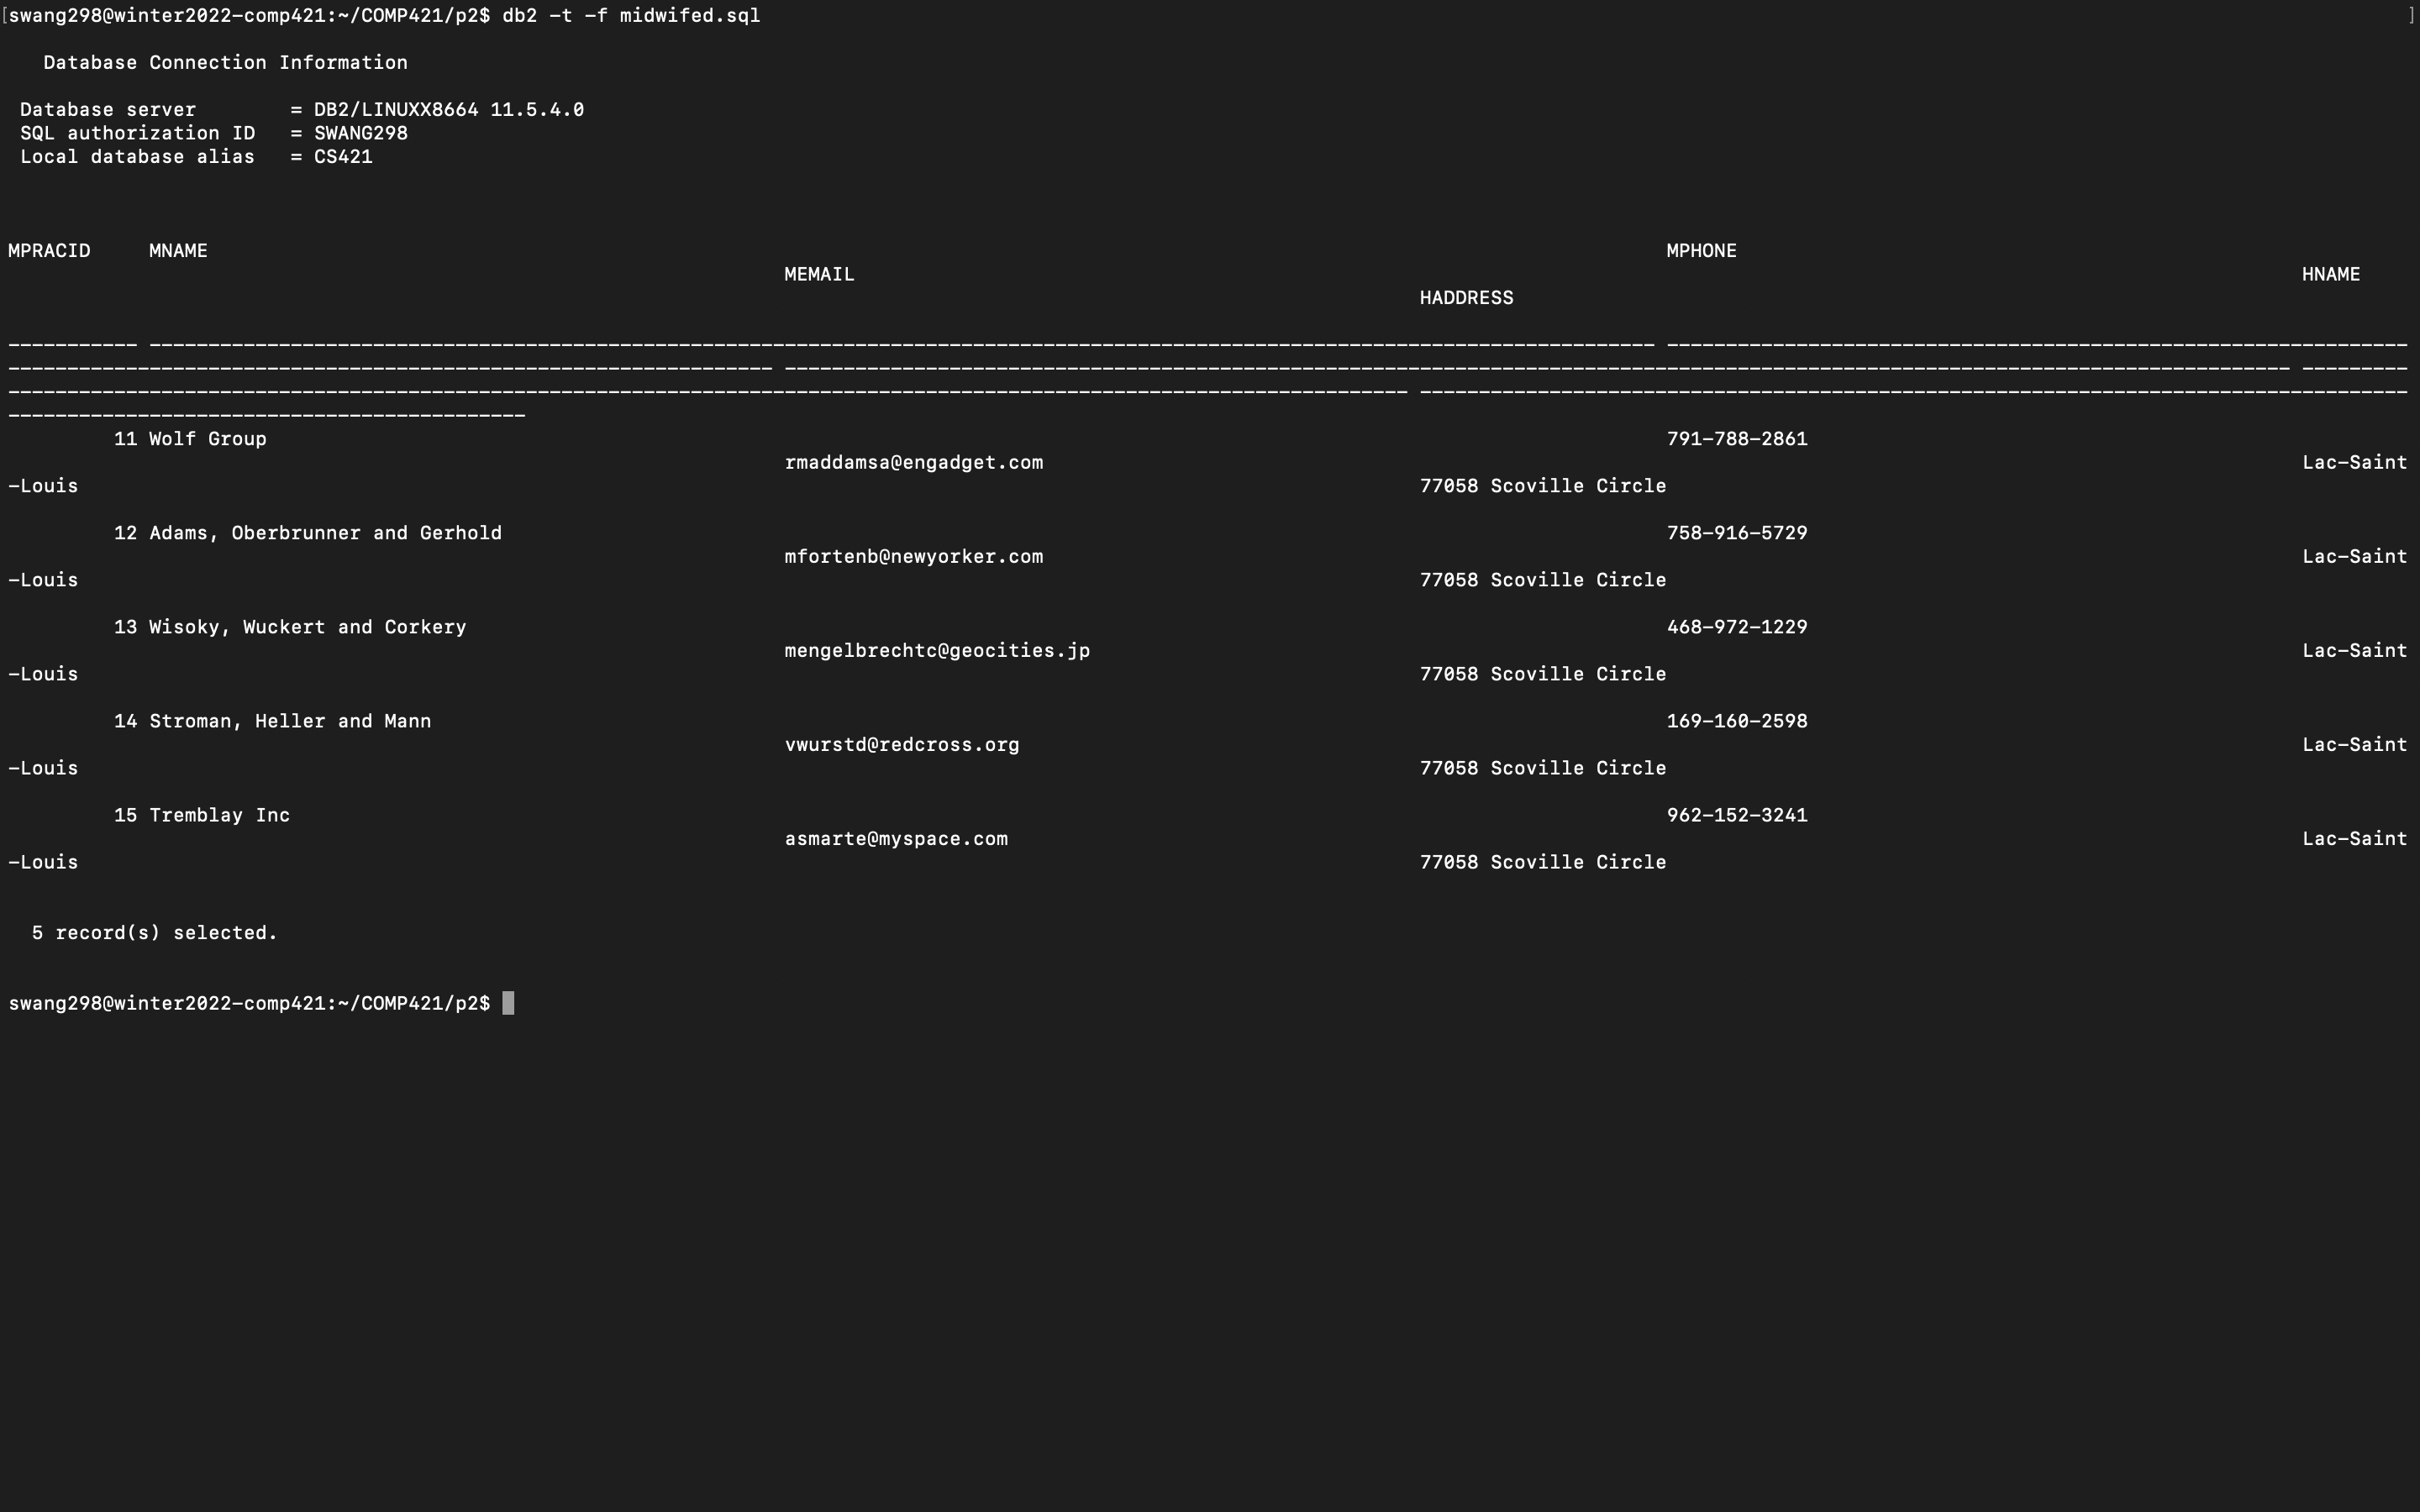 [swang298@winter2022-comp421:~/COMP421/p2$ db2 -t -f midwifed.sql ]
Database Connection Information
Database server = DB2/LINUXX8664 11.5.4.0
SQL authorization ID = SWANG298
Local database alias = CS421
MPRACID MNAME MPHONE
MEMAIL HNAME
HADDRESS
11 Wolf Group 791-788-2861
rmaddamsa@engadget.com Lac-Saint
-Louis 77058 Scoville Circle
12 Adams, Oberbrunner and Gerhold 758-916-5729
mfortenb@newyorker.com Lac-Saint
-Louis 77058 Scoville Circle
13 Wisoky, Wuckert and Corkery 468-972-1229
mengelbrechtc@geocities.jp Lac-Saint
-Louis 77058 Scoville Circle
14 Stroman, Heller and Mann 169-160-2598
vwurstd@redcross.org Lac-Saint
-Louis 77058 Scoville Circle
15 Tremblay Inc 962-152-3241
asmarte@myspace.com Lac-Saint
-Louis 77058 Scoville Circle
5 record(s) selected.
swang298@winter2022-comp421:~/COMP421/p2$